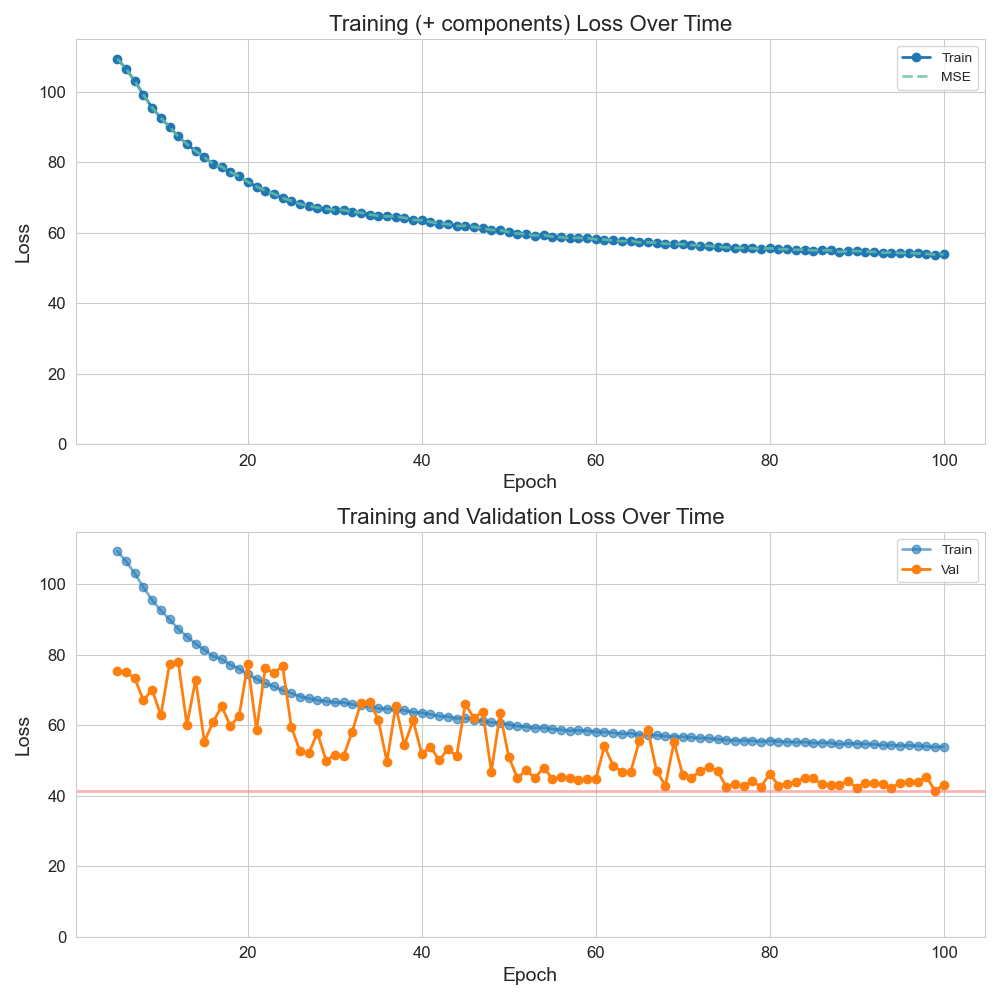 Training (+ components) Loss Over Time
Train
MSE
Loss
100
80
60
40
20
0
20 40 60 80 100
Epoch
Training and Validation Loss Over Time
Train
Val
Loss
100
80
60
40
20
0
20 40 60 80 100
Epoch